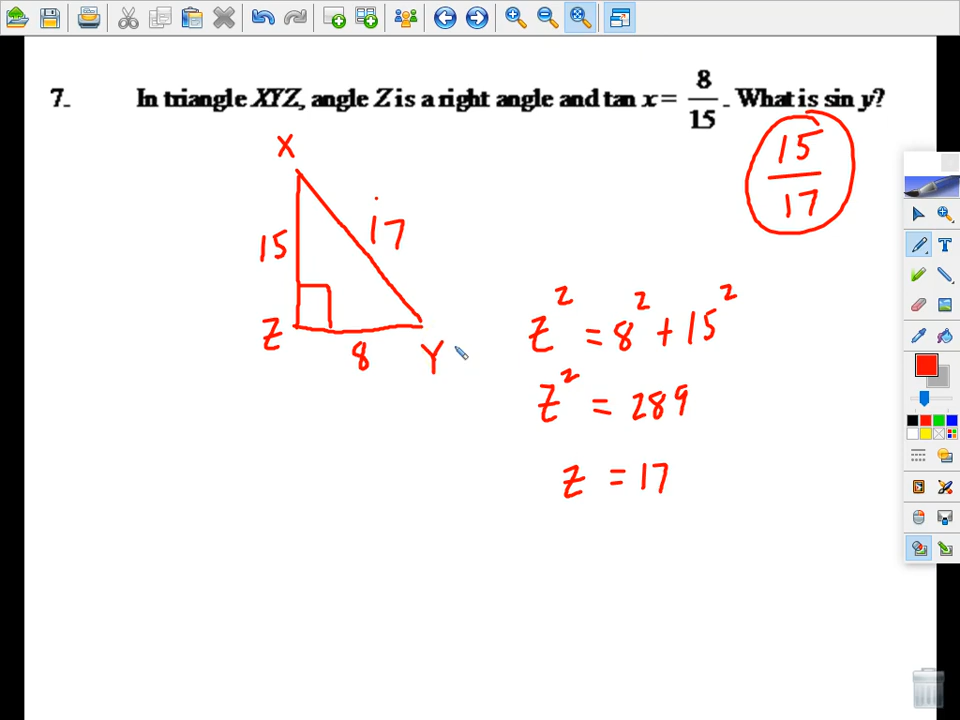 7. In triangle XYZ, angle Z is a right angle and tan x = 8/15. What is sin y?
15/17
X
15
17
Z
8
Y
z² = 8² + 15²
z² = 289
z = 17
T